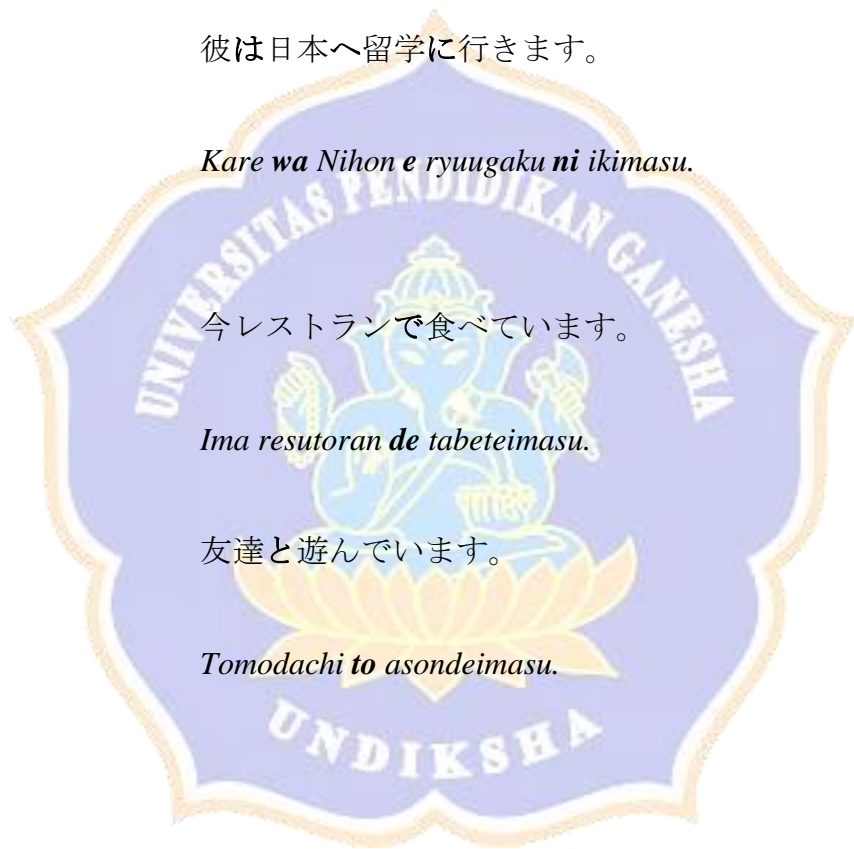 彼は日本へ留学に行きます。
Kare wa Nihon e ryuugaku ni ikimasu.
UNIVERSITAS PENDIDIKAN GANESHA
今レストランで食べています。
Ima resutoran de tabeteimasu.
友達と遊んでいます。
Tomodachi to asondeimasu.
UNDIKSHA